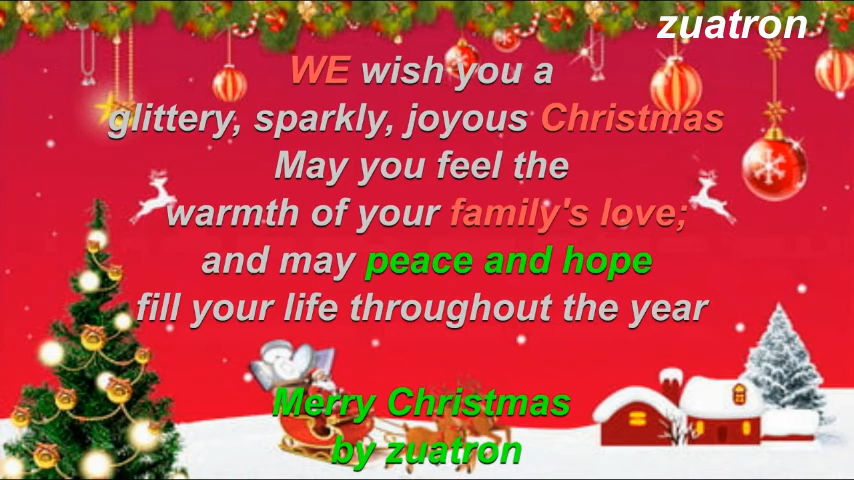 zuatron
WE wish you a
glittery, sparkly, joyous Christmas
May you feel the
warmth of your family's love;
and may peace and hope
fill your life throughout the year
Merry Christmas
by zuatron